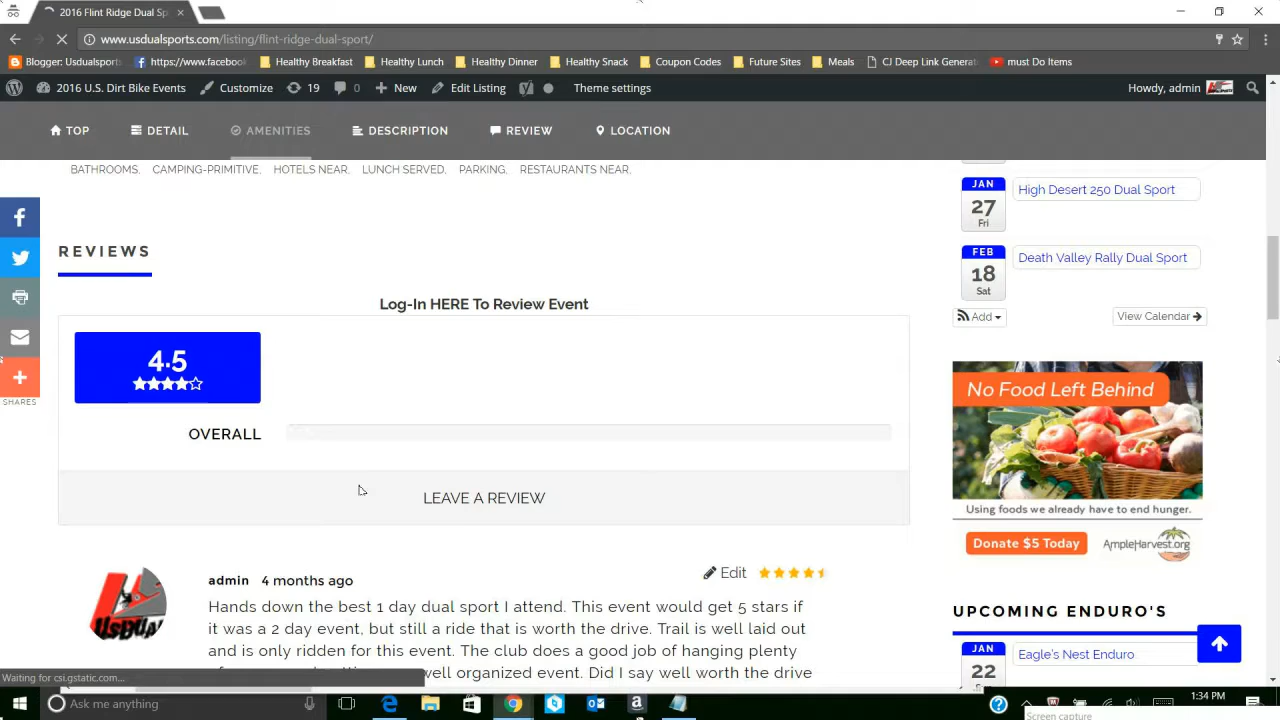 2016 Flint Ridge Dual Sp
www.usdualsports.com/listing/flint-ridge-dual-sport/
Blogger: Usdualsports
https://www.facebook
Healthy Breakfast
Healthy Lunch
Healthy Dinner
Healthy Snack
Coupon Codes
Future Sites
Meals
CJ Deep Link Generat
must Do Items
2016 U.S. Dirt Bike Events
Customize
19
0
New
Edit Listing
Theme settings
Howdy, admin
TOP
DETAIL
AMENITIES
DESCRIPTION
REVIEW
LOCATION
BATHROOMS, CAMPING-PRIMITIVE, HOTELS NEAR, LUNCH SERVED, PARKING, RESTAURANTS NEAR,
REVIEWS
Log-In HERE To Review Event
4.5
OVERALL
LEAVE A REVIEW
admin 4 months ago
Edit
Hands down the best 1 day dual sport I attend. This event would get 5 stars if
it was a 2 day event, but still a ride that is worth the drive. Trail is well laid out
and is only ridden for this event. The club does a good job of hanging plenty
well organized event. Did I say well worth the drive
SHARES
JAN
27
Fri
High Desert 250 Dual Sport
FEB
18
Sat
Death Valley Rally Dual Sport
Add
View Calendar
No Food Left Behind
Using foods we already have to end hunger.
Donate $5 Today
AmpleHarvest.org
UPCOMING ENDURO'S
JAN
22
Eagle's Nest Enduro
Waiting for csi.gstatic.com...
Ask me anything
1:34 PM
Screen capture